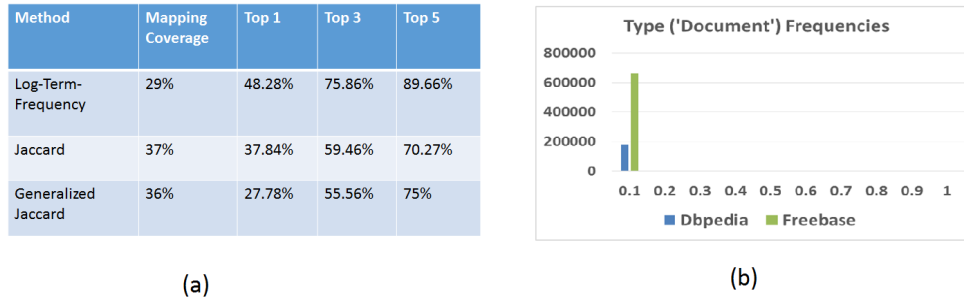 Method Mapping Coverage Top 1 Top 3 Top 5
Log-Term-Frequency 29% 48.28% 75.86% 89.66%
Jaccard 37% 37.84% 59.46% 70.27%
Generalized Jaccard 36% 27.78% 55.56% 75%
(a)
Type ('Document') Frequencies
800000
600000
400000
200000
0
0.1 0.2 0.3 0.4 0.5 0.6 0.7 0.8 0.9 1
Dbpedia Freebase
(b)